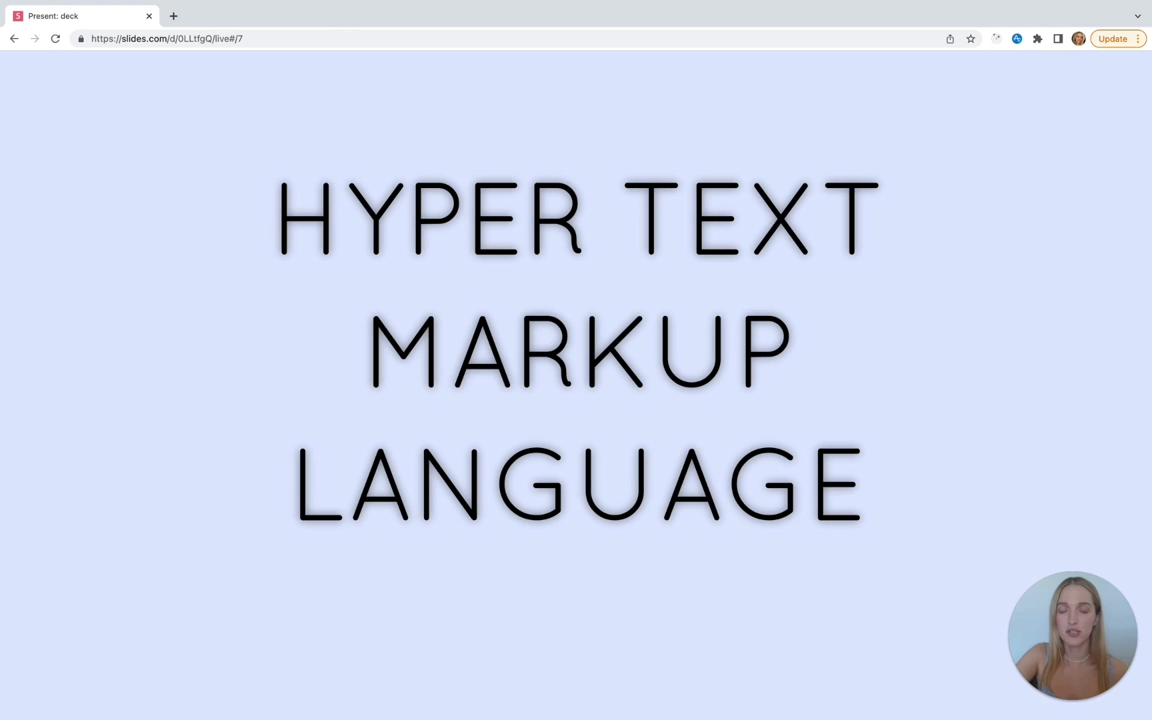 Present: deck
https://slides.com/d/0LLtfgQ/live#/7
Update
HYPER TEXT
MARKUP
LANGUAGE